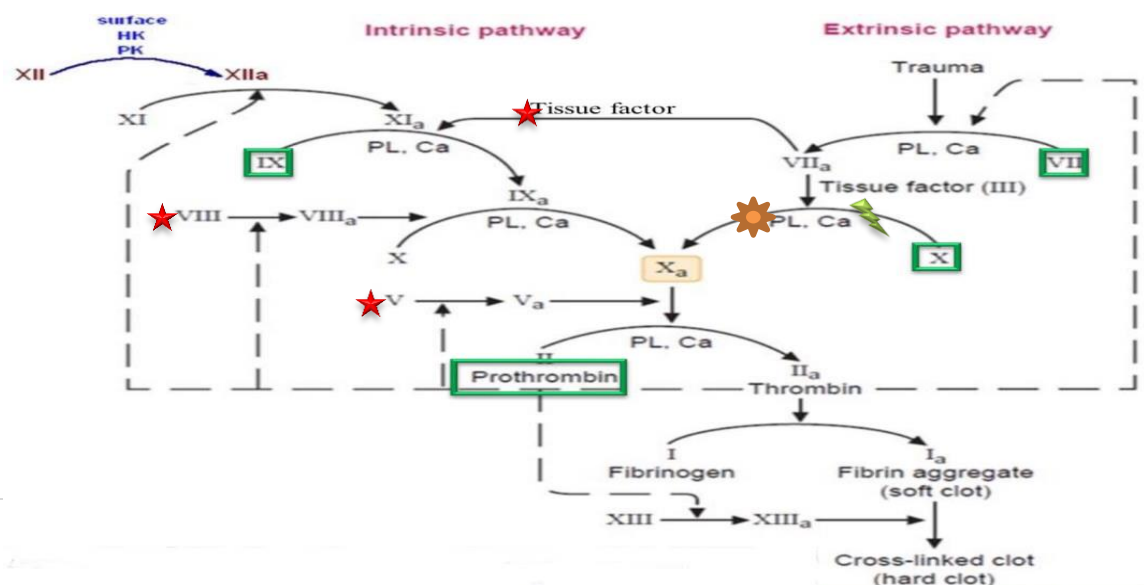 surface
HK
PK
XII
XIIa
Intrinsic pathway
Extrinsic pathway
Trauma
XI
XIa
Tissue factor
PL, Ca
PL, Ca
IX
VIIa
VII
Tissue factor (III)
IXa
VIII
VIIIa
PL, Ca
PL, Ca
X
Xa
X
V
Va
PL, Ca
II
Prothrombin
IIa
Thrombin
I
Fibrinogen
Ia
Fibrin aggregate
(soft clot)
XIII
XIIIa
Cross-linked clot
(hard clot)